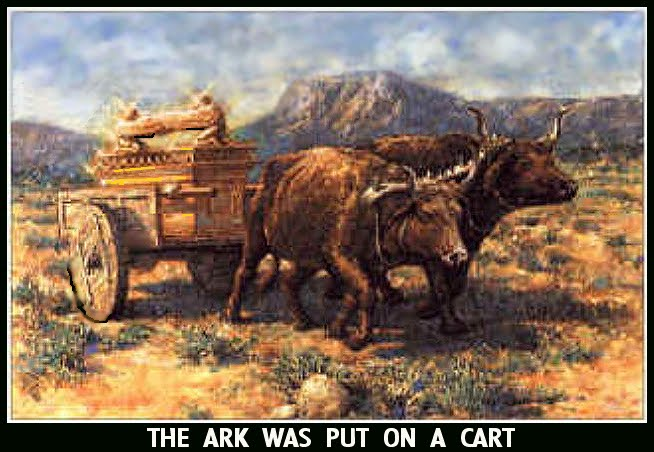 THE ARK WAS PUT ON A CART